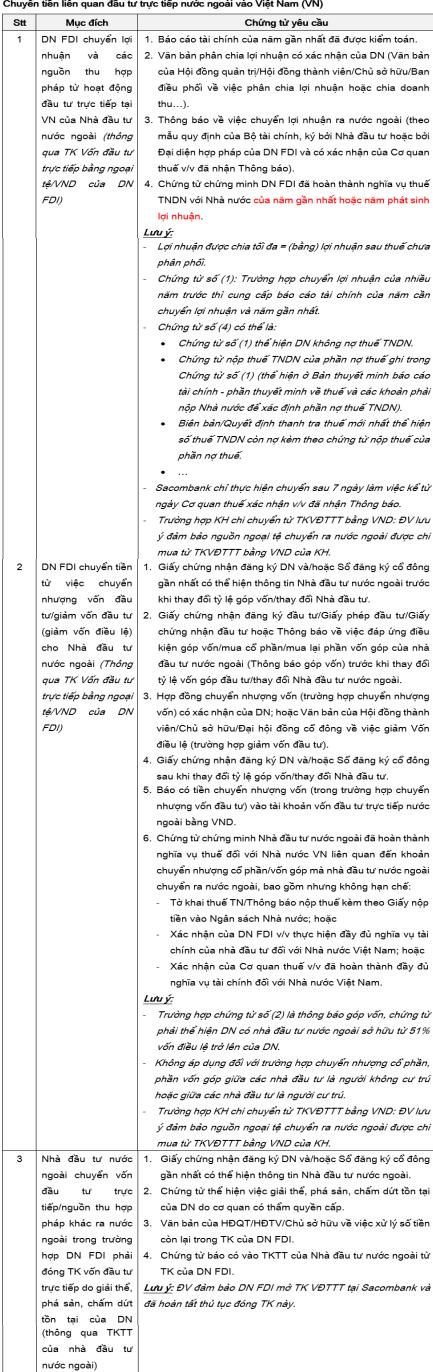 Chuyển tiền liên quan đầu tư trực tiếp nước ngoài vào Việt Nam (VN)
Stt
Mục đích
Chứng từ yêu cầu
1
DN FDI chuyển lợi
nhuận và các
nguồn thu hợp
pháp từ hoạt động
đầu tư trực tiếp tại
VN của Nhà đầu tư
nước ngoài (thông
qua TK Vốn đầu tư
trực tiếp bằng ngoại
tệ/VND của DN
FDI)
1. Báo cáo tài chính của năm gần nhất đã được kiểm toán.
2. Văn bản phân chia lợi nhuận có xác nhận của DN (Văn bản
của Hội đồng quản trị/Hội đồng thành viên/Chủ sở hữu/Ban
điều phối về việc phân chia lợi nhuận hoặc chia doanh
thu…).
3. Thông báo về việc chuyển lợi nhuận ra nước ngoài (theo
mẫu quy định của Bộ tài chính, ký bởi Nhà đầu tư hoặc bởi
Đại diện hợp pháp của DN FDI và có xác nhận của Cơ quan
thuế v/v đã nhận Thông báo).
4. Chứng từ chứng minh DN FDI đã hoàn thành nghĩa vụ thuế
TNDN với Nhà nước của năm gần nhất hoặc năm phát sinh
lợi nhuận.
Lưu ý:
- Lợi nhuận được chia tối đa = (bằng) lợi nhuận sau thuế chưa
phân phối.
- Chứng từ số (1): Trường hợp chuyển lợi nhuận của nhiều
năm trước thì cung cấp báo cáo tài chính của năm cần
chuyển lợi nhuận và năm gần nhất.
- Chứng từ số (4) có thể là:
• Chứng từ số (1) thể hiện DN không nợ thuế TNDN.
• Chứng từ nộp thuế TNDN của phần nợ thuế ghi trong
Chứng từ số (1) (thể hiện ở Bản thuyết minh báo cáo
tài chính - phần thuyết minh về thuế và các khoản phải
nộp Nhà nước để xác định phần nợ thuế TNDN).
• Biên bản/Quyết định thanh tra thuế mới nhất thể hiện
số thuế TNDN còn nợ kèm theo chứng từ nộp thuế của
phần nợ thuế.
• …
- Sacombank chỉ thực hiện chuyển sau 7 ngày làm việc kể từ
ngày Cơ quan thuế xác nhận v/v đã nhận Thông báo.
- Trường hợp KH chi chuyển từ TKVĐTTT bằng VND: ĐV lưu
ý đảm bảo nguồn ngoại tệ chuyển ra nước ngoài được chi
mua từ TKVĐTTT bằng VND của KH.
2
DN FDI chuyển tiền
từ việc chuyển
nhượng vốn đầu
tư/giảm vốn đầu tư
(giảm vốn điều lệ)
cho Nhà đầu tư
nước ngoài (Thông
qua TK Vốn đầu tư
trực tiếp bằng ngoại
tệ/VND của DN
FDI)
1. Giấy chứng nhận đăng ký DN và/hoặc Sổ đăng ký cổ đông
gần nhất có thể hiện thông tin Nhà đầu tư nước ngoài trước
khi thay đổi tỷ lệ góp vốn/thay đổi Nhà đầu tư.
2. Giấy chứng nhận đăng ký đầu tư/Giấy phép đầu tư/Giấy
chứng nhận đầu tư hoặc Thông báo về việc đáp ứng điều
kiện góp vốn/mua cổ phần/mua lại phần vốn góp của nhà
đầu tư nước ngoài (Thông báo góp vốn) trước khi thay đổi
tỷ lệ vốn góp đầu tư/thay đổi Nhà đầu tư nước ngoài.
3. Hợp đồng chuyển nhượng vốn (trường hợp chuyển nhượng
vốn) có xác nhận của DN; hoặc Văn bản của Hội đồng thành
viên/Chủ sở hữu/Đại hội đồng cổ đông về việc giảm Vốn
điều lệ (trường hợp giảm vốn đầu tư).
4. Giấy chứng nhận đăng ký DN và/hoặc Sổ đăng ký cổ đông
sau khi thay đổi tỷ lệ góp vốn/thay đổi Nhà đầu tư.
5. Báo có tiền chuyển nhượng vốn (trong trường hợp chuyển
nhượng vốn đầu tư) vào tài khoản vốn đầu tư trực tiếp nước
ngoài bằng VND.
6. Chứng từ chứng minh Nhà đầu tư nước ngoài đã hoàn thành
nghĩa vụ thuế đối với Nhà nước VN liên quan đến khoản
chuyển nhượng cổ phần/vốn góp mà nhà đầu tư nước ngoài
chuyển ra nước ngoài, bao gồm nhưng không hạn chế:
- Tờ khai thuế TN/Thông báo nộp thuế kèm theo Giấy nộp
tiền vào Ngân sách Nhà nước; hoặc
- Xác nhận của DN FDI v/v thực hiện đầy đủ nghĩa vụ tài
chính của nhà đầu tư đối với Nhà nước Việt Nam; hoặc
- Xác nhận của Cơ quan thuế v/v đã hoàn thành đầy đủ
nghĩa vụ tài chính đối với Nhà nước Việt Nam.
Lưu ý:
- Trường hợp chứng từ số (2) là thông báo góp vốn, chứng từ
phải thể hiện DN có nhà đầu tư nước ngoài sở hữu từ 51%
vốn điều lệ trở lên của DN.
- Không áp dụng đối với trường hợp chuyển nhượng cổ phần,
phần vốn góp giữa các nhà đầu tư là người không cư trú
hoặc giữa các nhà đầu tư là người cư trú.
- Trường hợp KH chi chuyển từ TKVĐTTT bằng VND: ĐV lưu
ý đảm bảo nguồn ngoại tệ chuyển ra nước ngoài được chi
mua từ TKVĐTTT bằng VND của KH.
3
Nhà đầu tư nước
ngoài chuyển vốn
đầu tư trực
tiếp/nguồn thu hợp
pháp khác ra nước
ngoài trong trường
hợp DN FDI phải
đóng TK vốn đầu tư
trực tiếp do giải thể,
phá sản, chấm dứt
tồn tại của DN
(thông qua TKTT
của nhà đầu tư
nước ngoài)
1. Giấy chứng nhận đăng ký DN và/hoặc Sổ đăng ký cổ đông
gần nhất có thể hiện thông tin Nhà đầu tư nước ngoài.
2. Chứng từ thể hiện việc giải thể, phá sản, chấm dứt tồn tại
của DN do cơ quan có thẩm quyền cấp.
3. Văn bản của HĐQT/HĐTV/Chủ sở hữu về việc xử lý số tiền
còn lại trong TK của DN FDI.
4. Chứng từ báo có vào TKTT của Nhà đầu tư nước ngoài từ
TK của DN FDI.
Lưu ý: ĐV đảm bảo DN FDI mở TK VĐTTT tại Sacombank và
đã hoàn tất thủ tục đóng TK này.